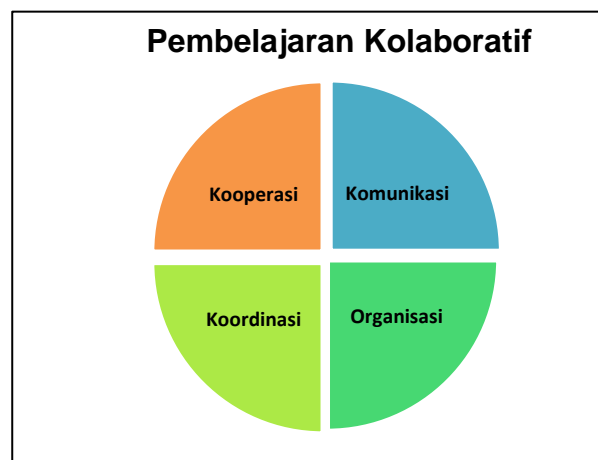 Pembelajaran Kolaboratif
Kooperasi
Komunikasi
Koordinasi
Organisasi